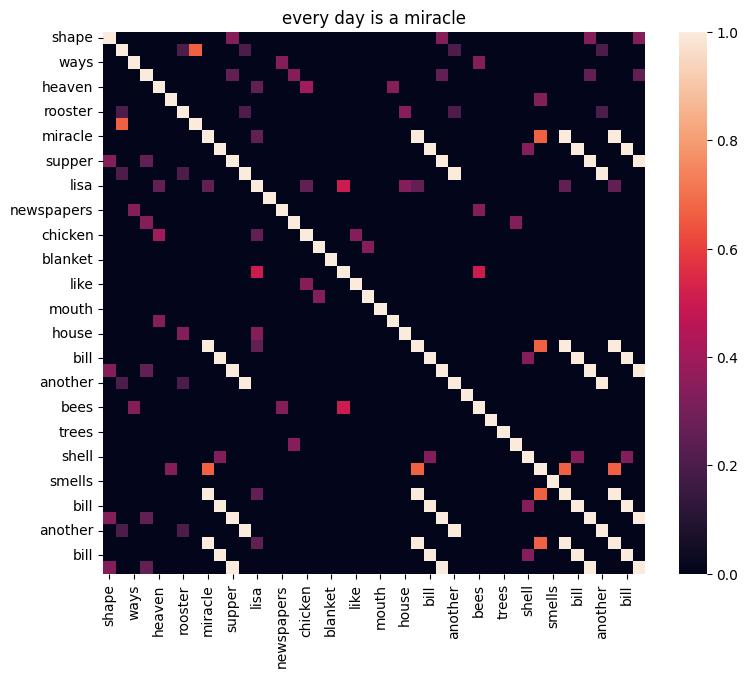 every day is a miracle
shape
ways
heaven
rooster
miracle
supper
lisa
newspapers
chicken
blanket
like
mouth
house
bill
another
bees
trees
shell
smells
bill
another
bill
1.0
0.8
0.6
0.4
0.2
0.0
shape
ways
heaven
rooster
miracle
supper
lisa
newspapers
chicken
blanket
like
mouth
house
bill
another
bees
trees
shell
smells
bill
another
bill